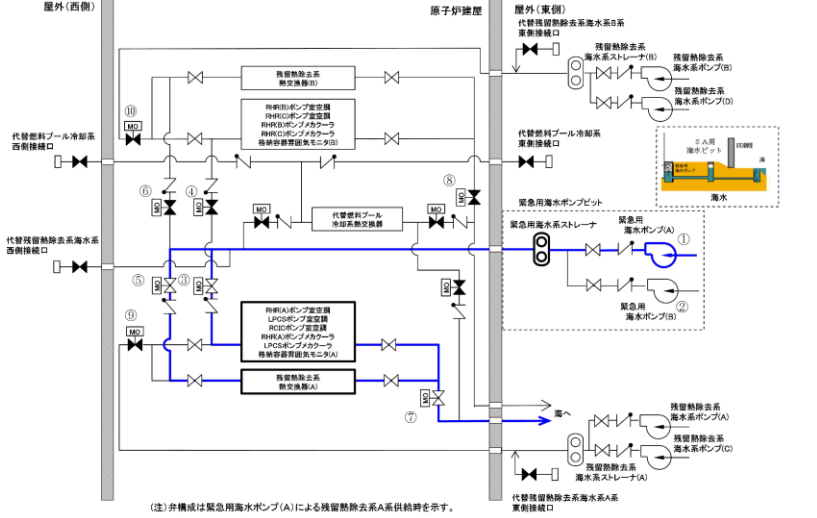 屋外（西側）
原子炉建屋
屋外（東側）
代替残留熱除去系海水系B系
東側接続口
残留熱除去系
海水系ストレーナ(B)
残留熱除去系
海水系ポンプ(B)
残留熱除去系
海水系ポンプ(D)
残留熱除去系
熱交換器(B)
RHR(B)ポンプ室空調
RHR(C)ポンプ室空調
RHR(B)ポンプメカクーラ
RHR(C)ポンプメカクーラ
格納容器雰囲気モニタ(B)
⑩
MO
代替燃料プール冷却系
西側接続口
代替燃料プール冷却系
東側接続口
SA用
海水ピット
防潮堤
海
海水
⑥
MO
④
MO
⑧
MO
緊急用海水ポンプピット
代替燃料プール
冷却系熱交換器
MO
MO
緊急用海水系ストレーナ
緊急用
海水ポンプ(A)
①
代替残留熱除去系海水系
西側接続口
⑤
MO
③
MO
MO
緊急用
海水ポンプ(B)
②
⑨
MO
RHR(A)ポンプ室空調
LPCSポンプ室空調
RCICポンプ室空調
RHR(A)ポンプメカクーラ
LPCSポンプメカクーラ
格納容器雰囲気モニタ(A)
残留熱除去系
熱交換器(A)
MO
⑦
海へ
残留熱除去系
海水系ポンプ(A)
残留熱除去系
海水系ポンプ(C)
残留熱除去系
海水系ストレーナ(A)
代替残留熱除去系海水系A系
東側接続口
(注)弁構成は緊急用海水ポンプ(A)による残留熱除去系A系供給時を示す。